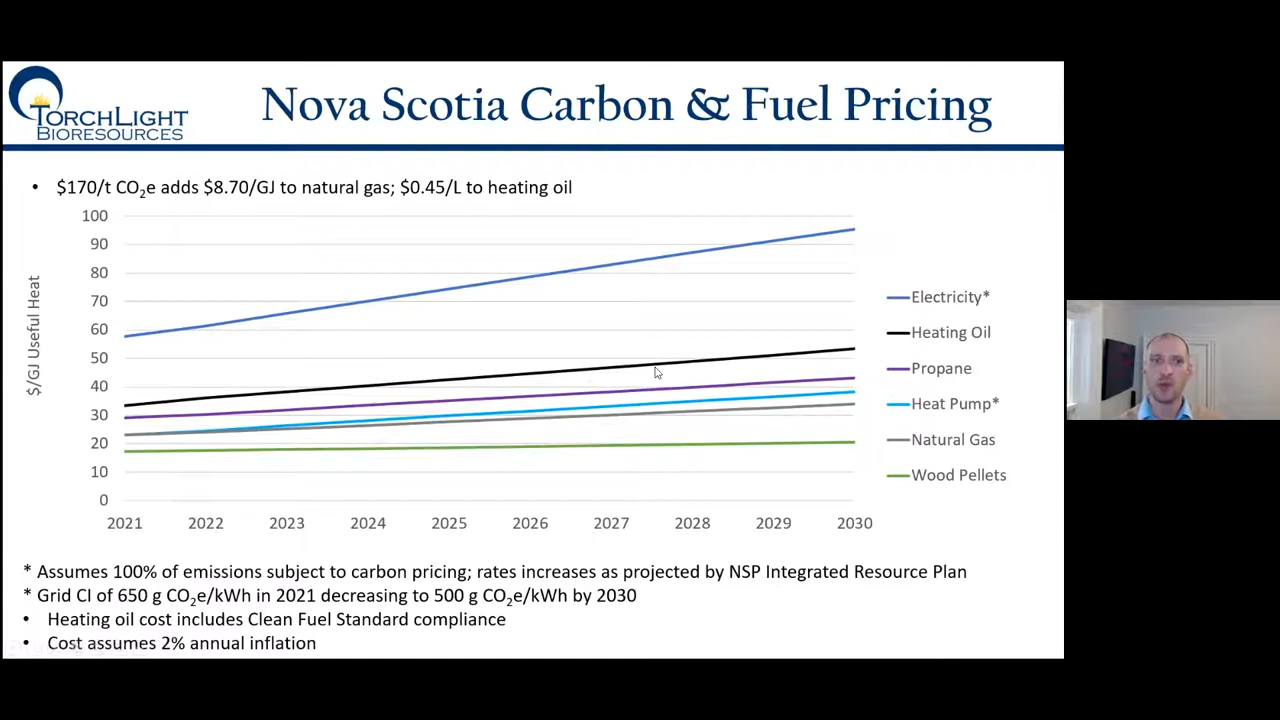 TORCHLIGHT
BIORESOURCES
Nova Scotia Carbon & Fuel Pricing
• $170/t CO₂e adds $8.70/GJ to natural gas; $0.45/L to heating oil
$/GJ Useful Heat
100
90
80
70
60
50
40
30
20
10
0
2021 2022 2023 2024 2025 2026 2027 2028 2029 2030
Electricity*
Heating Oil
Propane
Heat Pump*
Natural Gas
Wood Pellets
* Assumes 100% of emissions subject to carbon pricing; rates increases as projected by NSP Integrated Resource Plan
* Grid CI of 650 g CO₂e/kWh in 2021 decreasing to 500 g CO₂e/kWh by 2030
• Heating oil cost includes Clean Fuel Standard compliance
• Cost assumes 2% annual inflation